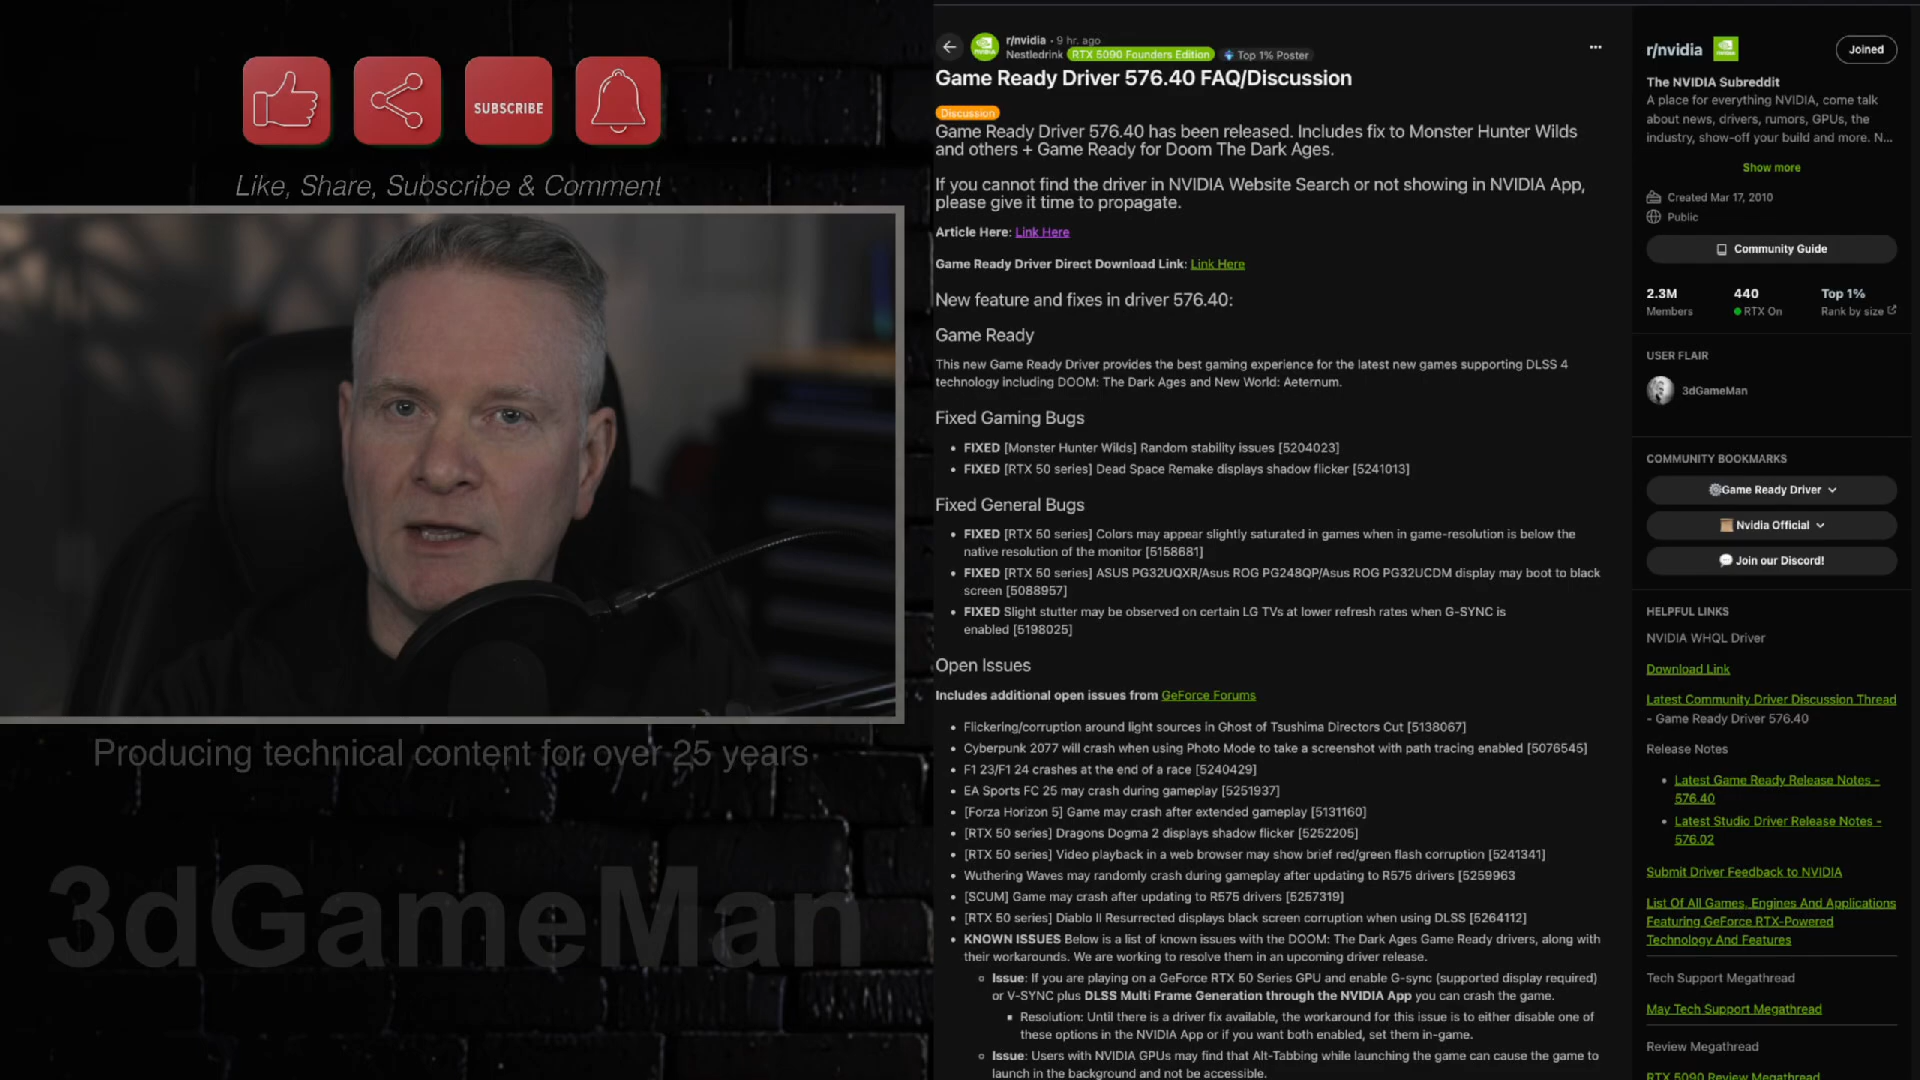 SUBSCRIBE
Like, Share, Subscribe & Comment
Producing technical content for over 25 years
3dGameMan
r/nvidia • 9 hr. ago
Nestledrink RTX 5090 Founders Edition Top 1% Poster
Game Ready Driver 576.40 FAQ/Discussion
Discussion
Game Ready Driver 576.40 has been released. Includes fix to Monster Hunter Wilds
and others + Game Ready for Doom The Dark Ages.
If you cannot find the driver in NVIDIA Website Search or not showing in NVIDIA App,
please give it time to propagate.
Article Here: Link Here
Game Ready Driver Direct Download Link: Link Here
New feature and fixes in driver 576.40:
Game Ready
This new Game Ready Driver provides the best gaming experience for the latest new games supporting DLSS 4
technology including DOOM: The Dark Ages and New World: Aeternum.
Fixed Gaming Bugs
• FIXED [Monster Hunter Wilds] Random stability issues [5204023]
• FIXED [RTX 50 series] Dead Space Remake displays shadow flicker [5241013]
Fixed General Bugs
• FIXED [RTX 50 series] Colors may appear slightly saturated in games when in game-resolution is below the
native resolution of the monitor [5158681]
• FIXED [RTX 50 series] ASUS PG32UQXR/Asus ROG PG248QP/Asus ROG PG32UCDM display may boot to black
screen [5088957]
• FIXED Slight stutter may be observed on certain LG TVs at lower refresh rates when G-SYNC is
enabled [5198025]
Open Issues
Includes additional open issues from GeForce Forums
• Flickering/corruption around light sources in Ghost of Tsushima Directors Cut [5138067]
• Cyberpunk 2077 will crash when using Photo Mode to take a screenshot with path tracing enabled [5076545]
• F1 23/F1 24 crashes at the end of a race [5240429]
• EA Sports FC 25 may crash during gameplay [5251937]
• [Forza Horizon 5] Game may crash after extended gameplay [5131160]
• [RTX 50 series] Dragons Dogma 2 displays shadow flicker [5252205]
• [RTX 50 series] Video playback in a web browser may show brief red/green flash corruption [5241341]
• Wuthering Waves may randomly crash during gameplay after updating to R575 drivers [5259963
• [SCUM] Game may crash after updating to R575 drivers [5257319]
• [RTX 50 series] Diablo II Resurrected displays black screen corruption when using DLSS [5264112]
• KNOWN ISSUES Below is a list of known issues with the DOOM: The Dark Ages Game Ready drivers, along with
their workarounds. We are working to resolve them in an upcoming driver release.
Issue: If you are playing on a GeForce RTX 50 Series GPU and enable G-sync (supported display required)
or V-SYNC plus DLSS Multi Frame Generation through the NVIDIA App you can crash the game.
Resolution: Until there is a driver fix available, the workaround for this issue is to either disable one of
these options in the NVIDIA App or if you want both enabled, set them in-game.
Issue: Users with NVIDIA GPUs may find that Alt-Tabbing while launching the game can cause the game to
launch in the background and not be accessible.
r/nvidia
Joined
The NVIDIA Subreddit
A place for everything NVIDIA, come talk
about news, drivers, rumors, GPUs, the
industry, show-off your build and more. N...
Show more
Created Mar 17, 2010
Public
Community Guide
2.3M 440 Top 1%
Members RTX On Rank by size
USER FLAIR
3dGameMan
COMMUNITY BOOKMARKS
Game Ready Driver
Nvidia Official
Join our Discord!
HELPFUL LINKS
NVIDIA WHQL Driver
Download Link
Latest Community Driver Discussion Thread
- Game Ready Driver 576.40
Release Notes
• Latest Game Ready Release Notes -
576.40
• Latest Studio Driver Release Notes -
576.02
Submit Driver Feedback to NVIDIA
List Of All Games, Engines And Applications
Featuring GeForce RTX-Powered
Technology And Features
Tech Support Megathread
May Tech Support Megathread
Review Megathread
RTX 5090 Review Megathread